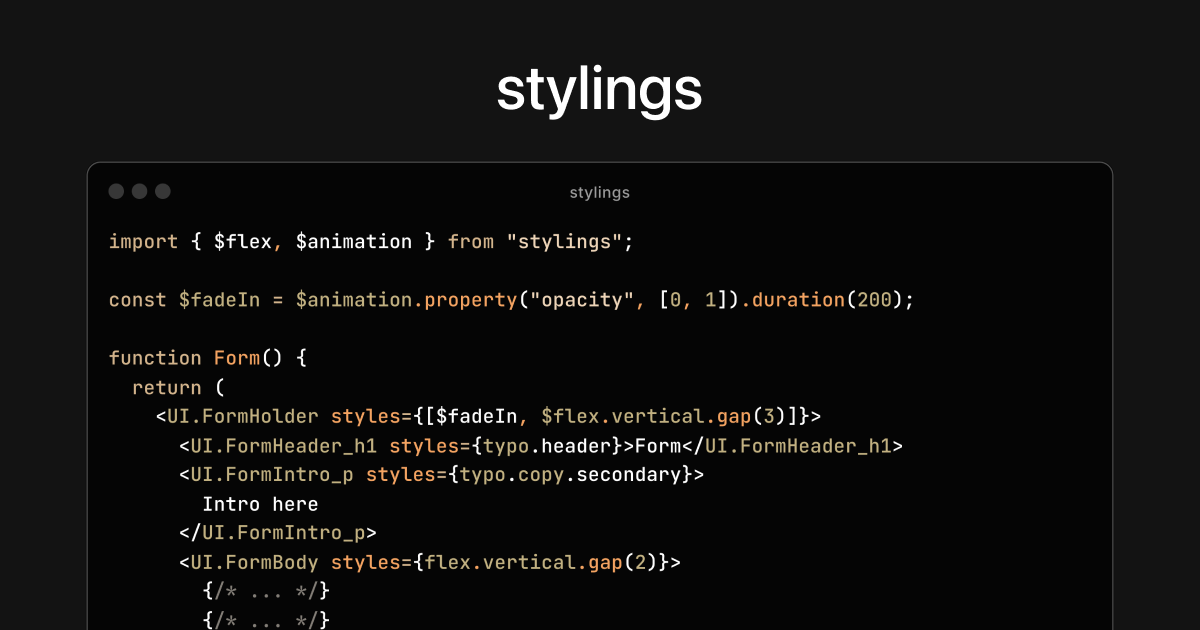 stylings
stylings
import { $flex, $animation } from "stylings";
const $fadeIn = $animation.property("opacity", [0, 1]).duration(200);
function Form() {
  return (
    <UI.FormHolder styles={[$fadeIn, $flex.vertical.gap(3)]}>
      <UI.FormHeader_h1 styles={typo.header}>Form</UI.FormHeader_h1>
      <UI.FormIntro_p styles={typo.copy.secondary}>
        Intro here
      </UI.FormIntro_p>
      <UI.FormBody styles={flex.vertical.gap(2)}>
        {/* ... */}
        {/* ... */}